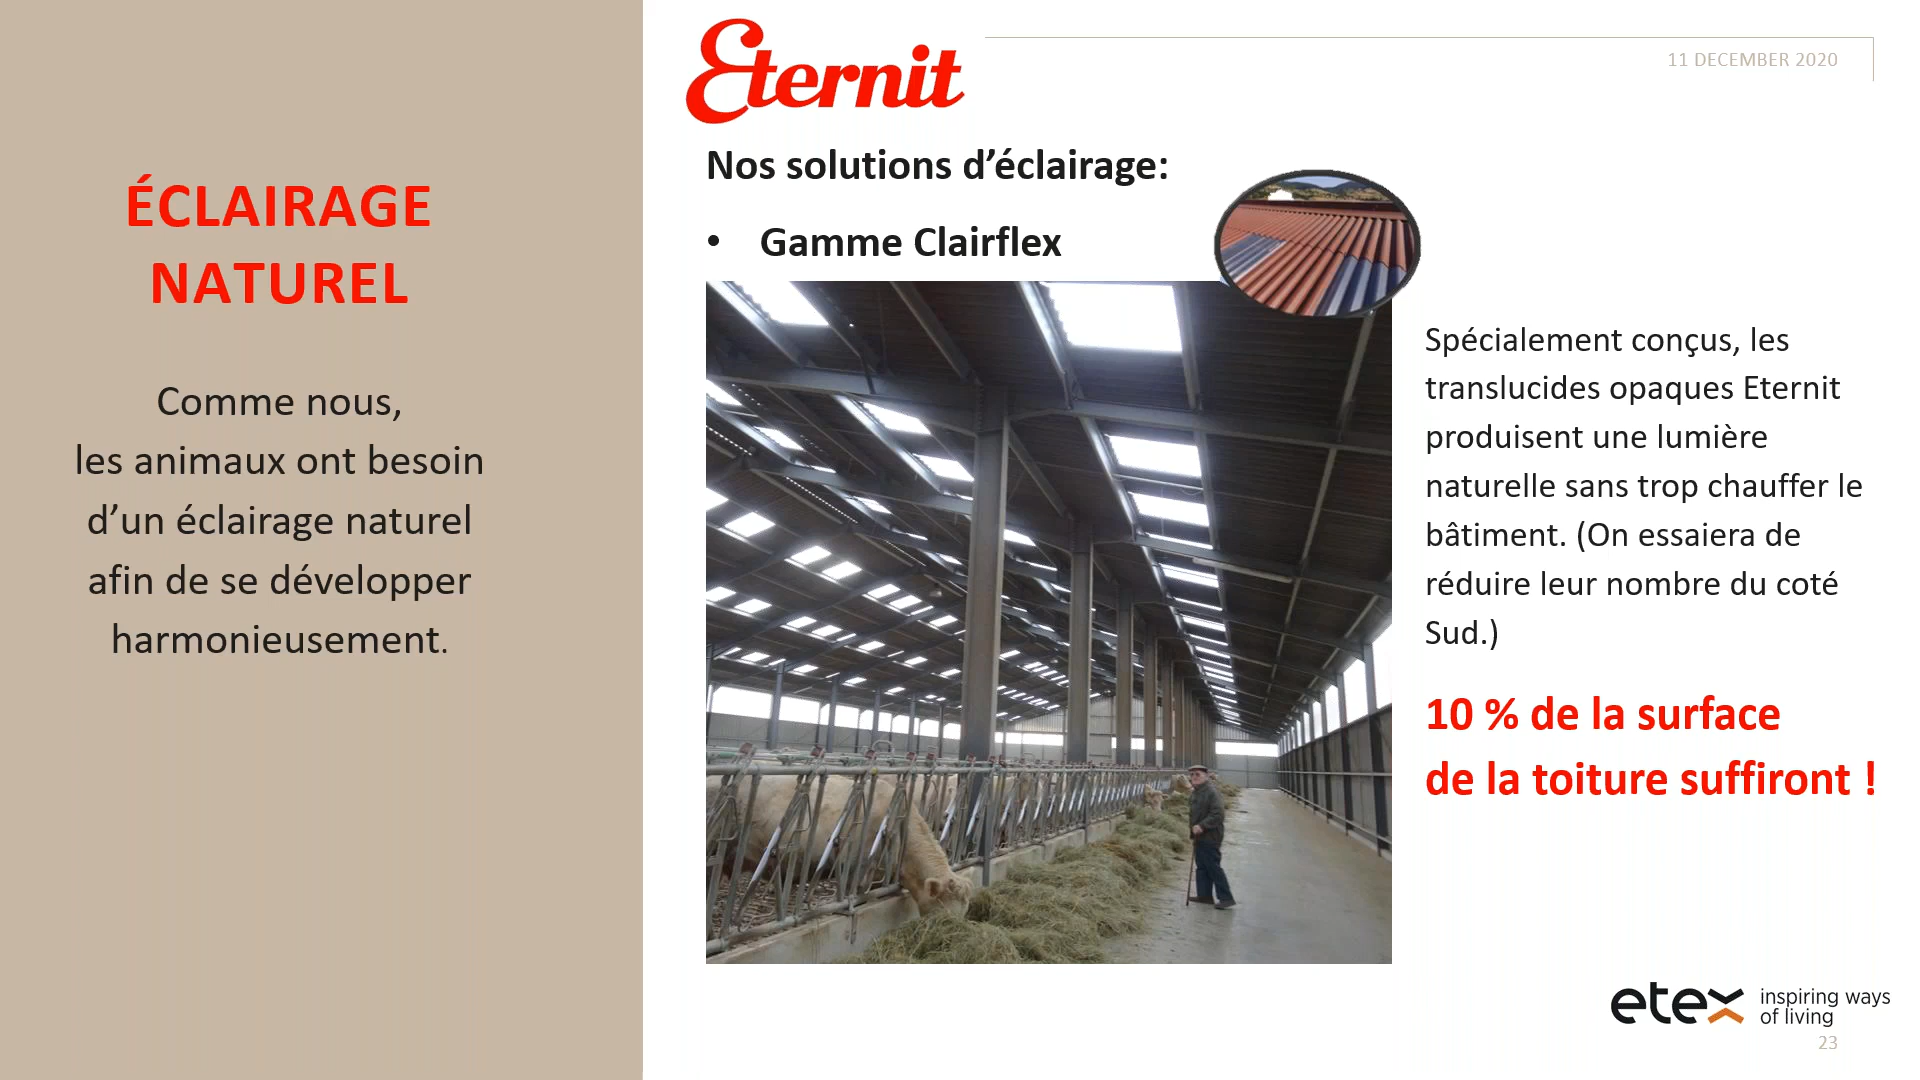 ÉCLAIRAGE
NATUREL
Comme nous,
les animaux ont besoin
d’un éclairage naturel
afin de se développer
harmonieusement.
Eternit
11 DECEMBER 2020
Nos solutions d’éclairage:
• Gamme Clairflex
Spécialement conçus, les
translucides opaques Eternit
produisent une lumière
naturelle sans trop chauffer le
bâtiment. (On essaiera de
réduire leur nombre du coté
Sud.)
10 % de la surface
de la toiture suffiront !
etex
inspiring ways
of living
23